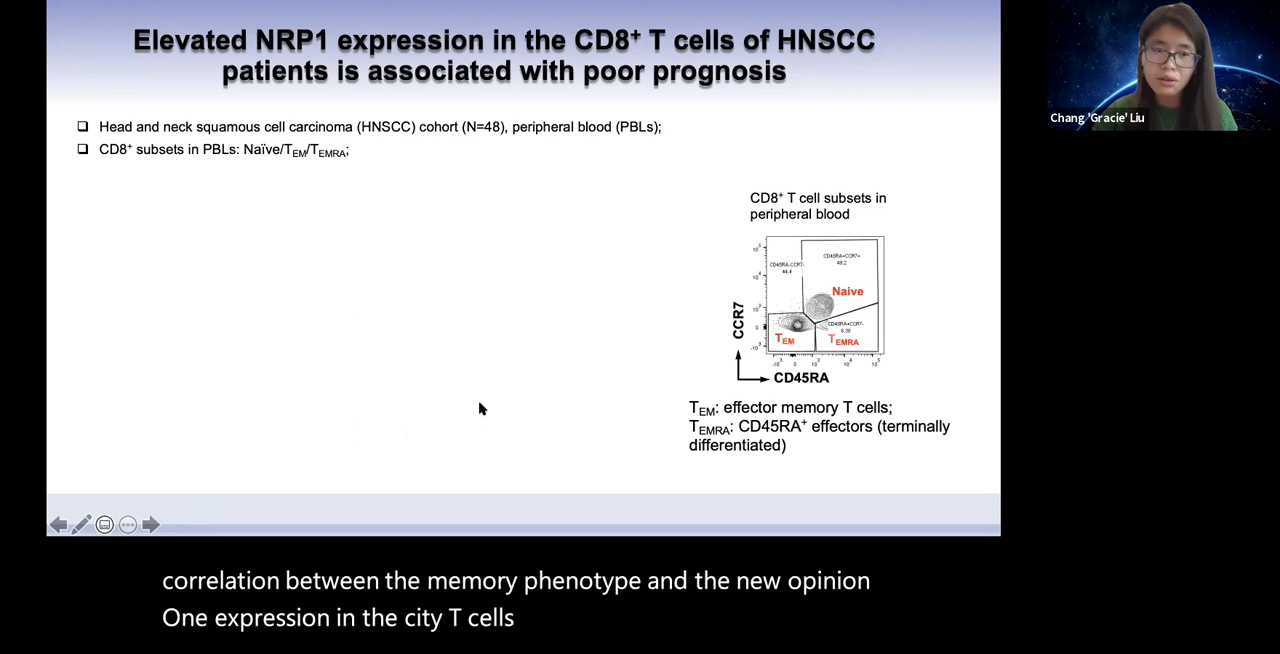 Elevated NRP1 expression in the CD8⁺ T cells of HNSCC
patients is associated with poor prognosis
❑ Head and neck squamous cell carcinoma (HNSCC) cohort (N=48), peripheral blood (PBLs);
❑ CD8⁺ subsets in PBLs: Naïve/TEM/TEMRA;
CD8⁺ T cell subsets in
peripheral blood
CD45RA-CCR7-
44.4
CD45RA+CCR7+
48.2
Naive
CD45RA+CCR7-
6.36
TEM
TEMRA
CCR7
CD45RA
TEM: effector memory T cells;
TEMRA: CD45RA⁺ effectors (terminally
differentiated)
Chang 'Gracie' Liu
correlation between the memory phenotype and the new opinion
One expression in the city T cells